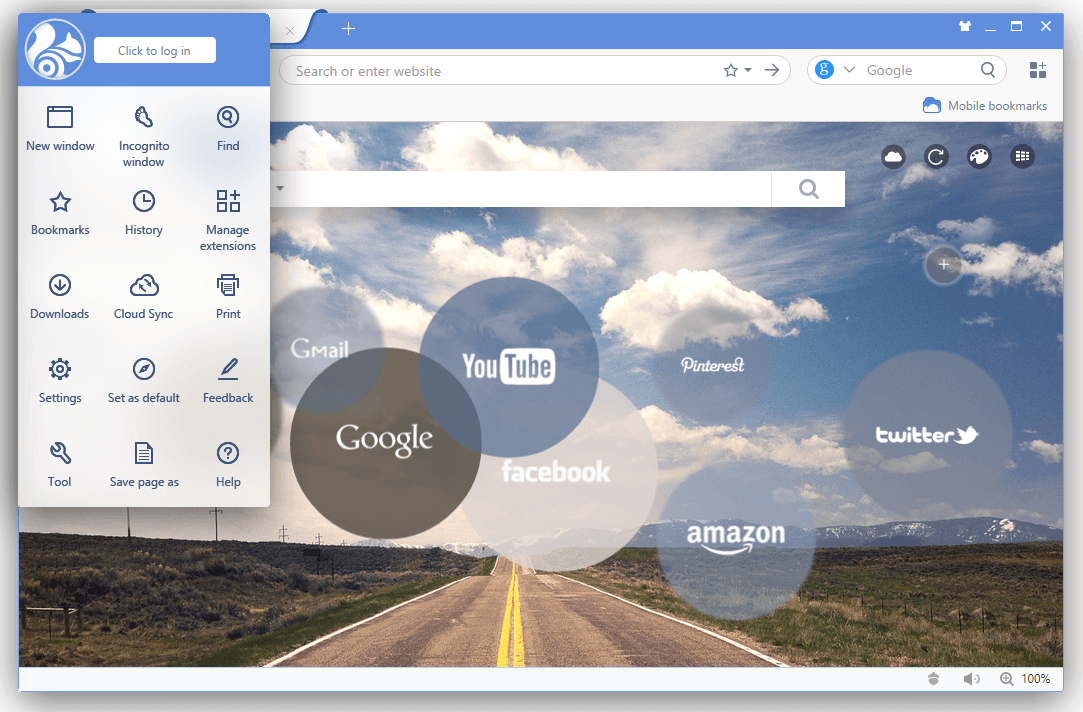 Click to log in
Search or enter website
g
Google
Mobile bookmarks
New window
Incognito
window
Find
Bookmarks
History
Manage
extensions
Downloads
Cloud Sync
Print
Settings
Set as default
Feedback
Tool
Save page as
Help
Gmail
YouTube
Pinterest
Google
facebook
twitter
amazon
100%